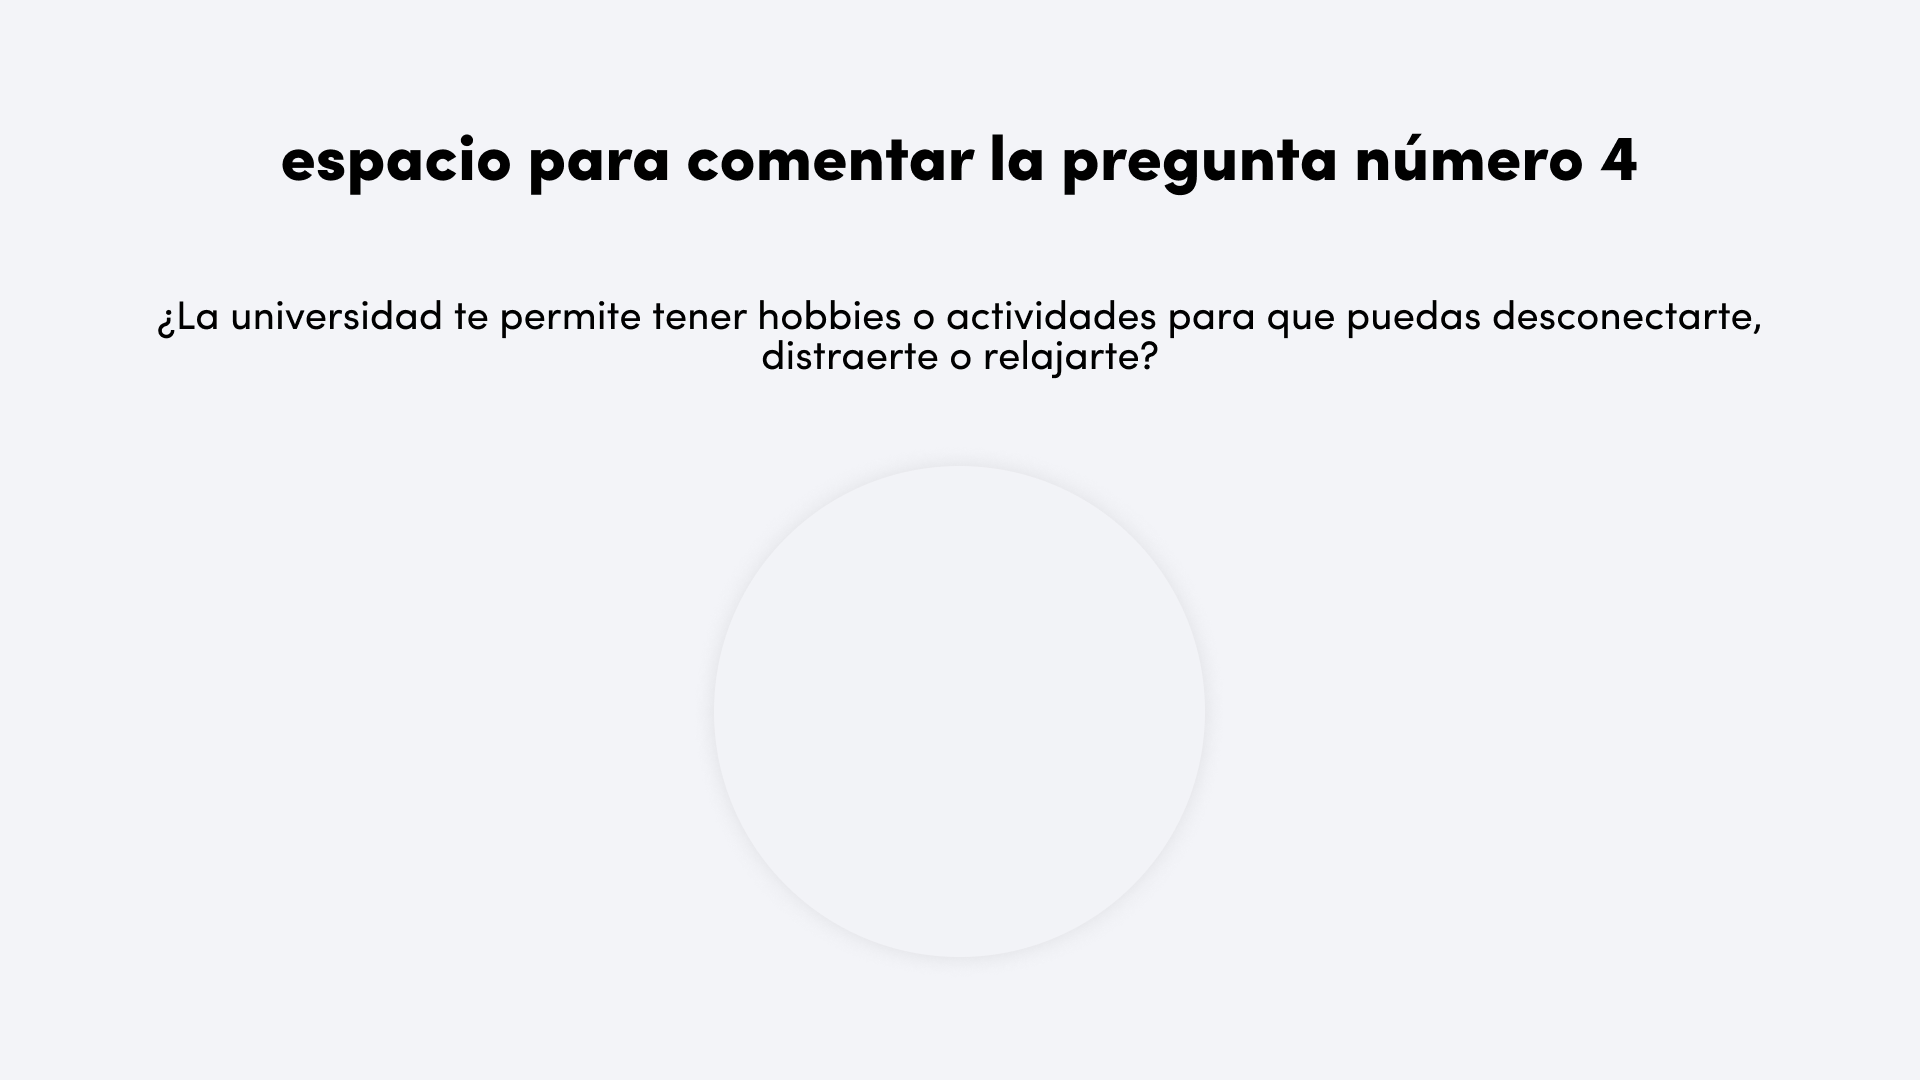 espacio para comentar la pregunta número 4
¿La universidad te permite tener hobbies o actividades para que puedas desconectarte,
distraerte o relajarte?